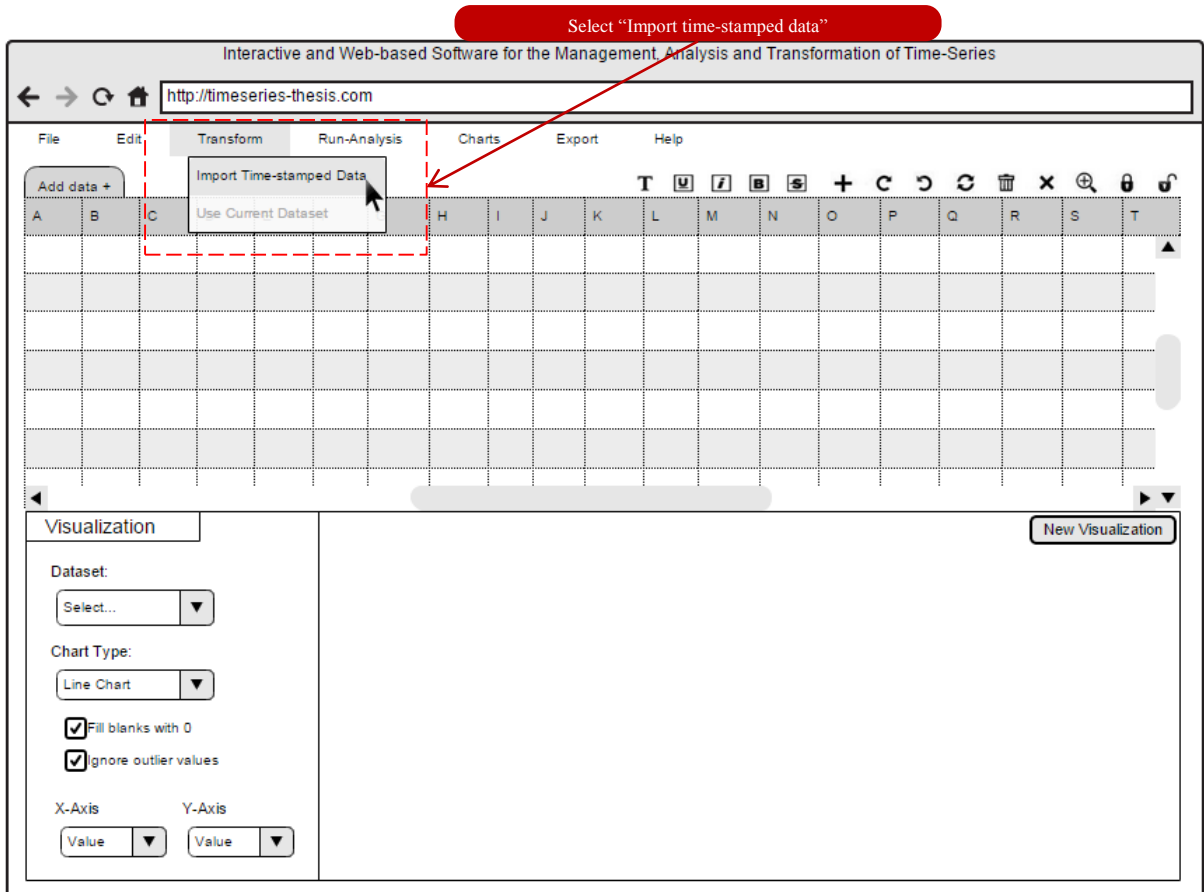 Select “Import time-stamped data”
Interactive and Web-based Software for the Management, Analysis and Transformation of Time-Series
http://timeseries-thesis.com
File Edit Transform Run-Analysis Charts Export Help
Import Time-stamped Data
Add data +
T U i B S
Use Current Dataset
A B C H I J K L M N O P Q R S T
Visualization
New Visualization
Dataset:
Select...
Chart Type:
Line Chart
Fill blanks with 0
Ignore outlier values
X-Axis Y-Axis
Value Value